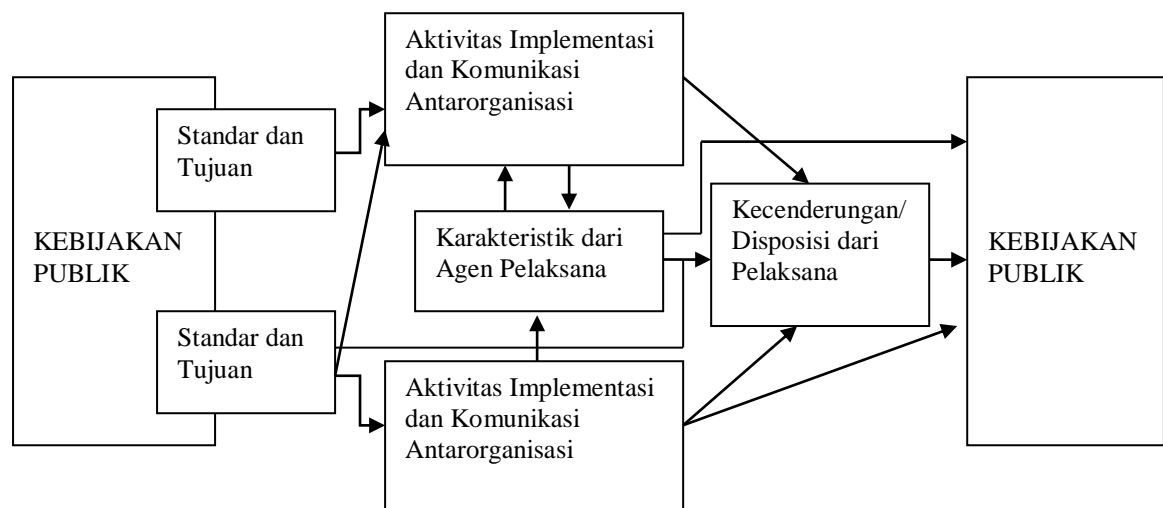 Aktivitas Implementasi
dan Komunikasi
Antarorganisasi
Standar dan
Tujuan
KEBIJAKAN
PUBLIK
Karakteristik dari
Agen Pelaksana
Kecenderungan/
Disposisi dari
Pelaksana
KEBIJAKAN
PUBLIK
Standar dan
Tujuan
Aktivitas Implementasi
dan Komunikasi
Antarorganisasi